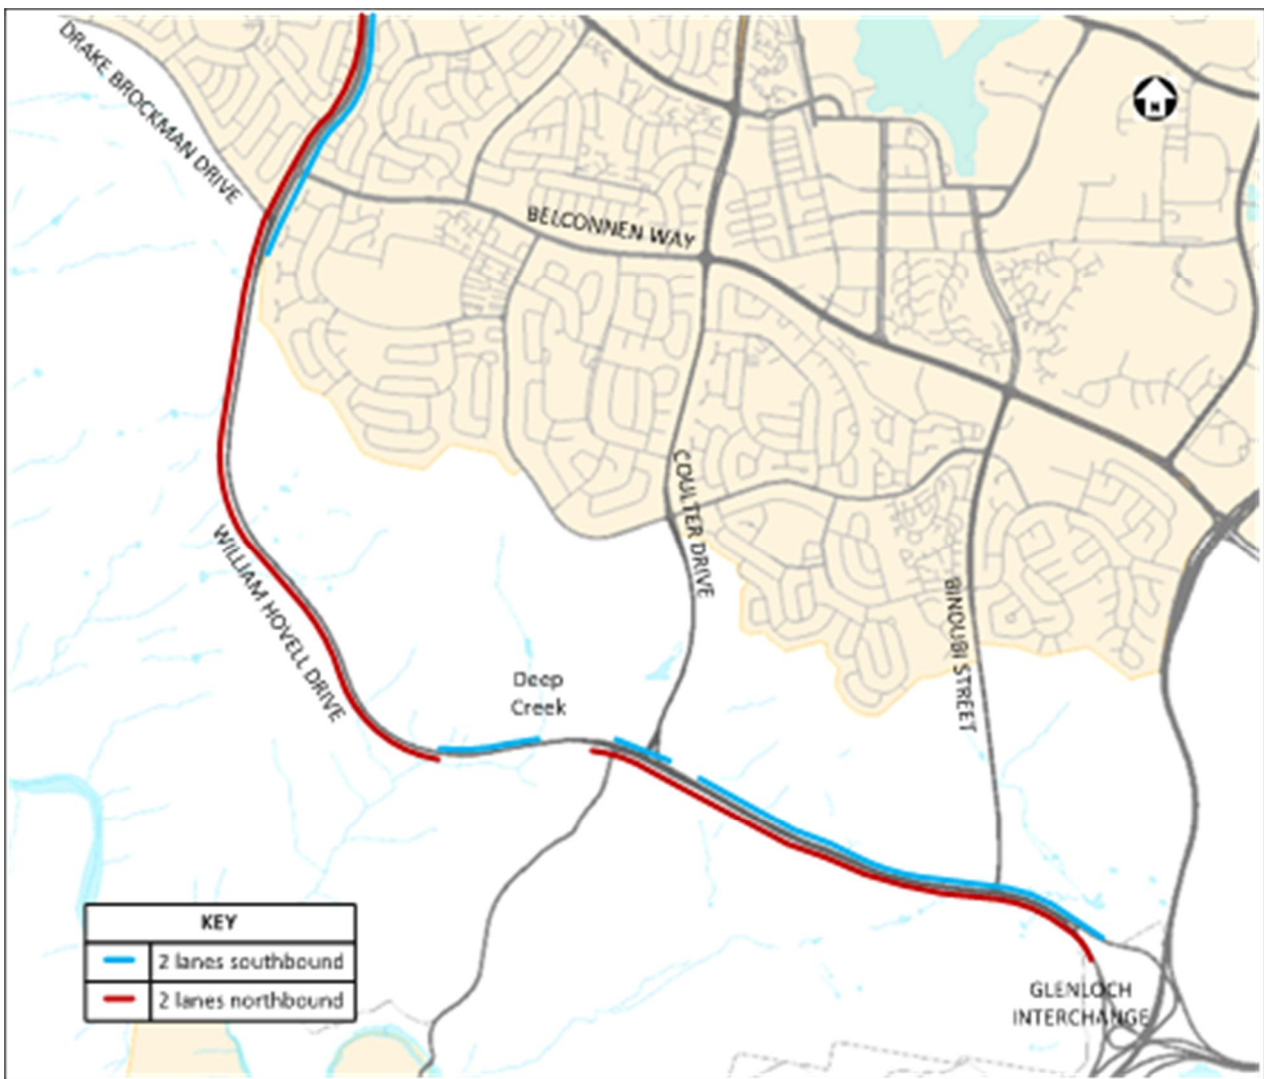 DRAKE BROCKMAN DRIVE
N
BELCONNEN WAY
COULTER DRIVE
WILLIAM HOVELL DRIVE
BINDUBI STREET
Deep
Creek
KEY
2 lanes southbound
2 lanes northbound
GLENLOCH
INTERCHANGE